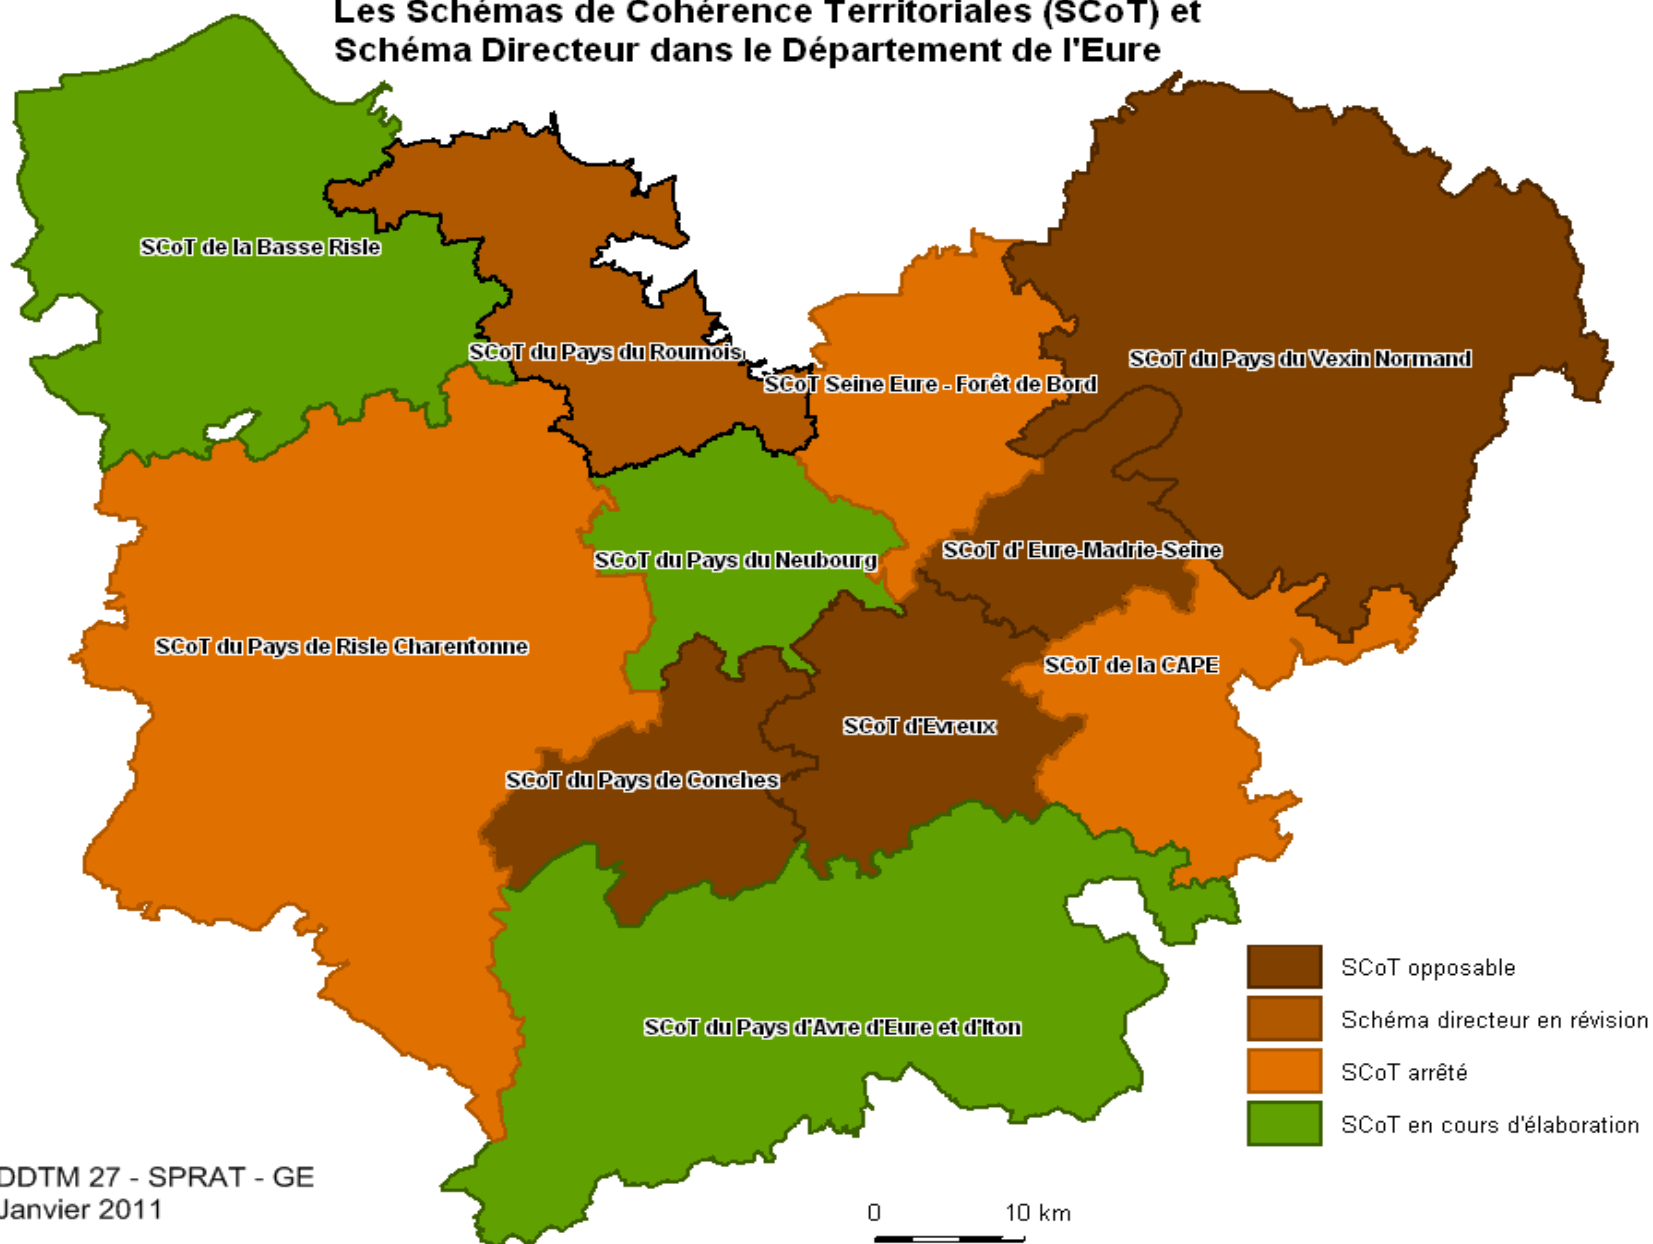 Les Schémas de Cohérence Territoriales (SCoT) et
Schéma Directeur dans le Département de l'Eure
SCoT de la Basse Risle
SCoT du Pays du Roumois
SCoT Seine Eure - Forêt de Bord
SCoT du Pays du Vexin Normand
SCoT du Pays du Neubourg
SCoT d' Eure-Madrie-Seine
SCoT du Pays de Risle Charentonne
SCoT de la CAPE
SCoT d'Evreux
SCoT du Pays de Conches
SCoT du Pays d'Avre d'Eure et d'Iton
SCoT opposable
Schéma directeur en révision
SCoT arrêté
SCoT en cours d'élaboration
DDTM 27 - SPRAT - GE
Janvier 2011
0 10 km